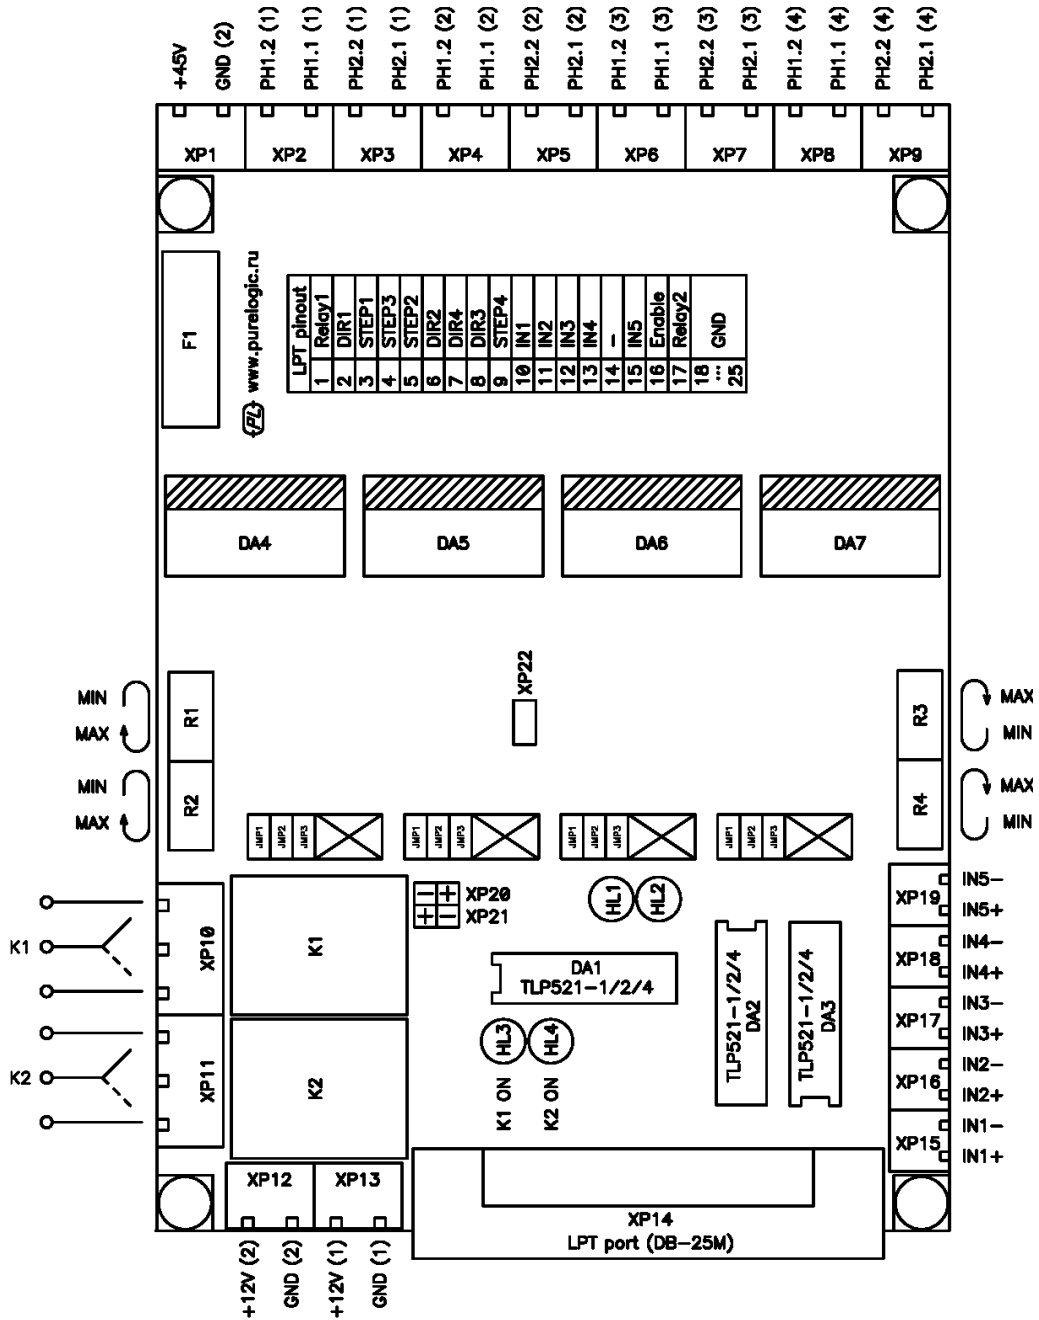 +45V
GND (2)
PH1.2 (1)
PH1.1 (1)
PH2.2 (1)
PH2.1 (1)
PH1.2 (2)
PH1.1 (2)
PH2.2 (2)
PH2.1 (2)
PH1.2 (3)
PH1.1 (3)
PH2.2 (3)
PH2.1 (3)
PH1.2 (4)
PH1.1 (4)
PH2.2 (4)
PH2.1 (4)
XP1
XP2
XP3
XP4
XP5
XP6
XP7
XP8
XP9
F1
PL www.purelogic.ru
LPT pinout
1 Relay1
2 DIR1
3 STEP1
4 STEP3
5 STEP2
6 DIR2
7 DIR4
8 DIR3
9 STEP4
10 IN1
11 IN2
12 IN3
13 IN4
14 -
15 IN5
16 Enable
17 Relay2
18 ... 25 GND
DA4
DA5
DA6
DA7
XP22
MIN
MAX
R1
MIN
MAX
R2
R3
MAX
MIN
R4
MAX
MIN
JMP1
JMP2
JMP3
JMP1
JMP2
JMP3
JMP1
JMP2
JMP3
JMP1
JMP2
JMP3
K1
XP10
K1
K2
XP11
K2
- + XP20
+ - XP21
HL1
HL2
DA1
TLP521-1/2/4
HL3
HL4
K1 ON
K2 ON
TLP521-1/2/4
DA2
TLP521-1/2/4
DA3
XP19
IN5-
IN5+
XP18
IN4-
IN4+
XP17
IN3-
IN3+
XP16
IN2-
IN2+
XP15
IN1-
IN1+
XP12
XP13
+12V (2)
GND (2)
+12V (1)
GND (1)
XP14
LPT port (DB-25M)